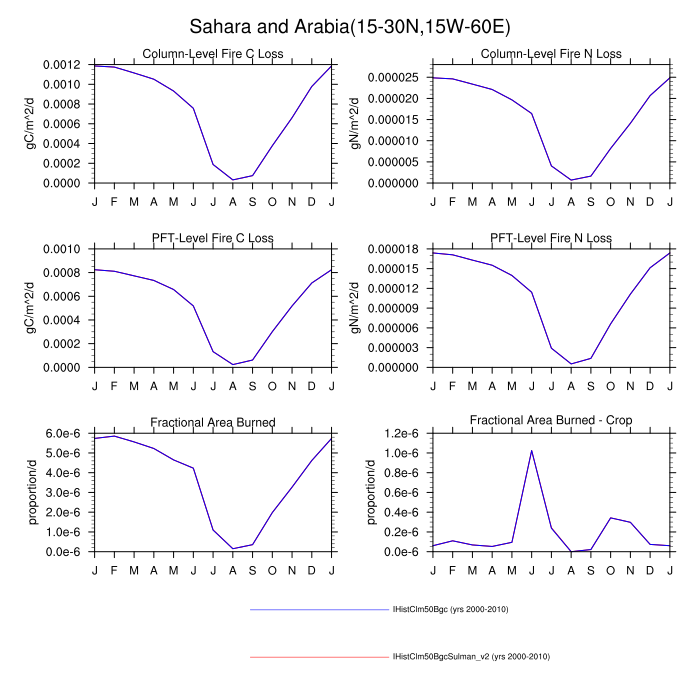 Sahara and Arabia(15-30N,15W-60E)
Column-Level Fire C Loss
gC/m^2/d
0.0012
0.0010
0.0008
0.0006
0.0004
0.0002
0.0000
J F M A M J J A S O N D J
Column-Level Fire N Loss
gN/m^2/d
0.000025
0.000020
0.000015
0.000010
0.000005
0.000000
J F M A M J J A S O N D J
PFT-Level Fire C Loss
gC/m^2/d
0.0010
0.0008
0.0006
0.0004
0.0002
0.0000
J F M A M J J A S O N D J
PFT-Level Fire N Loss
gN/m^2/d
0.000018
0.000015
0.000012
0.000009
0.000006
0.000003
0.000000
J F M A M J J A S O N D J
Fractional Area Burned
proportion/d
6.0e-6
5.0e-6
4.0e-6
3.0e-6
2.0e-6
1.0e-6
0.0e-6
J F M A M J J A S O N D J
Fractional Area Burned - Crop
proportion/d
1.2e-6
1.0e-6
0.8e-6
0.6e-6
0.4e-6
0.2e-6
0.0e-6
J F M A M J J A S O N D J
IHistClm50Bgc (yrs 2000-2010)
IHistClm50BgcSulman_v2 (yrs 2000-2010)